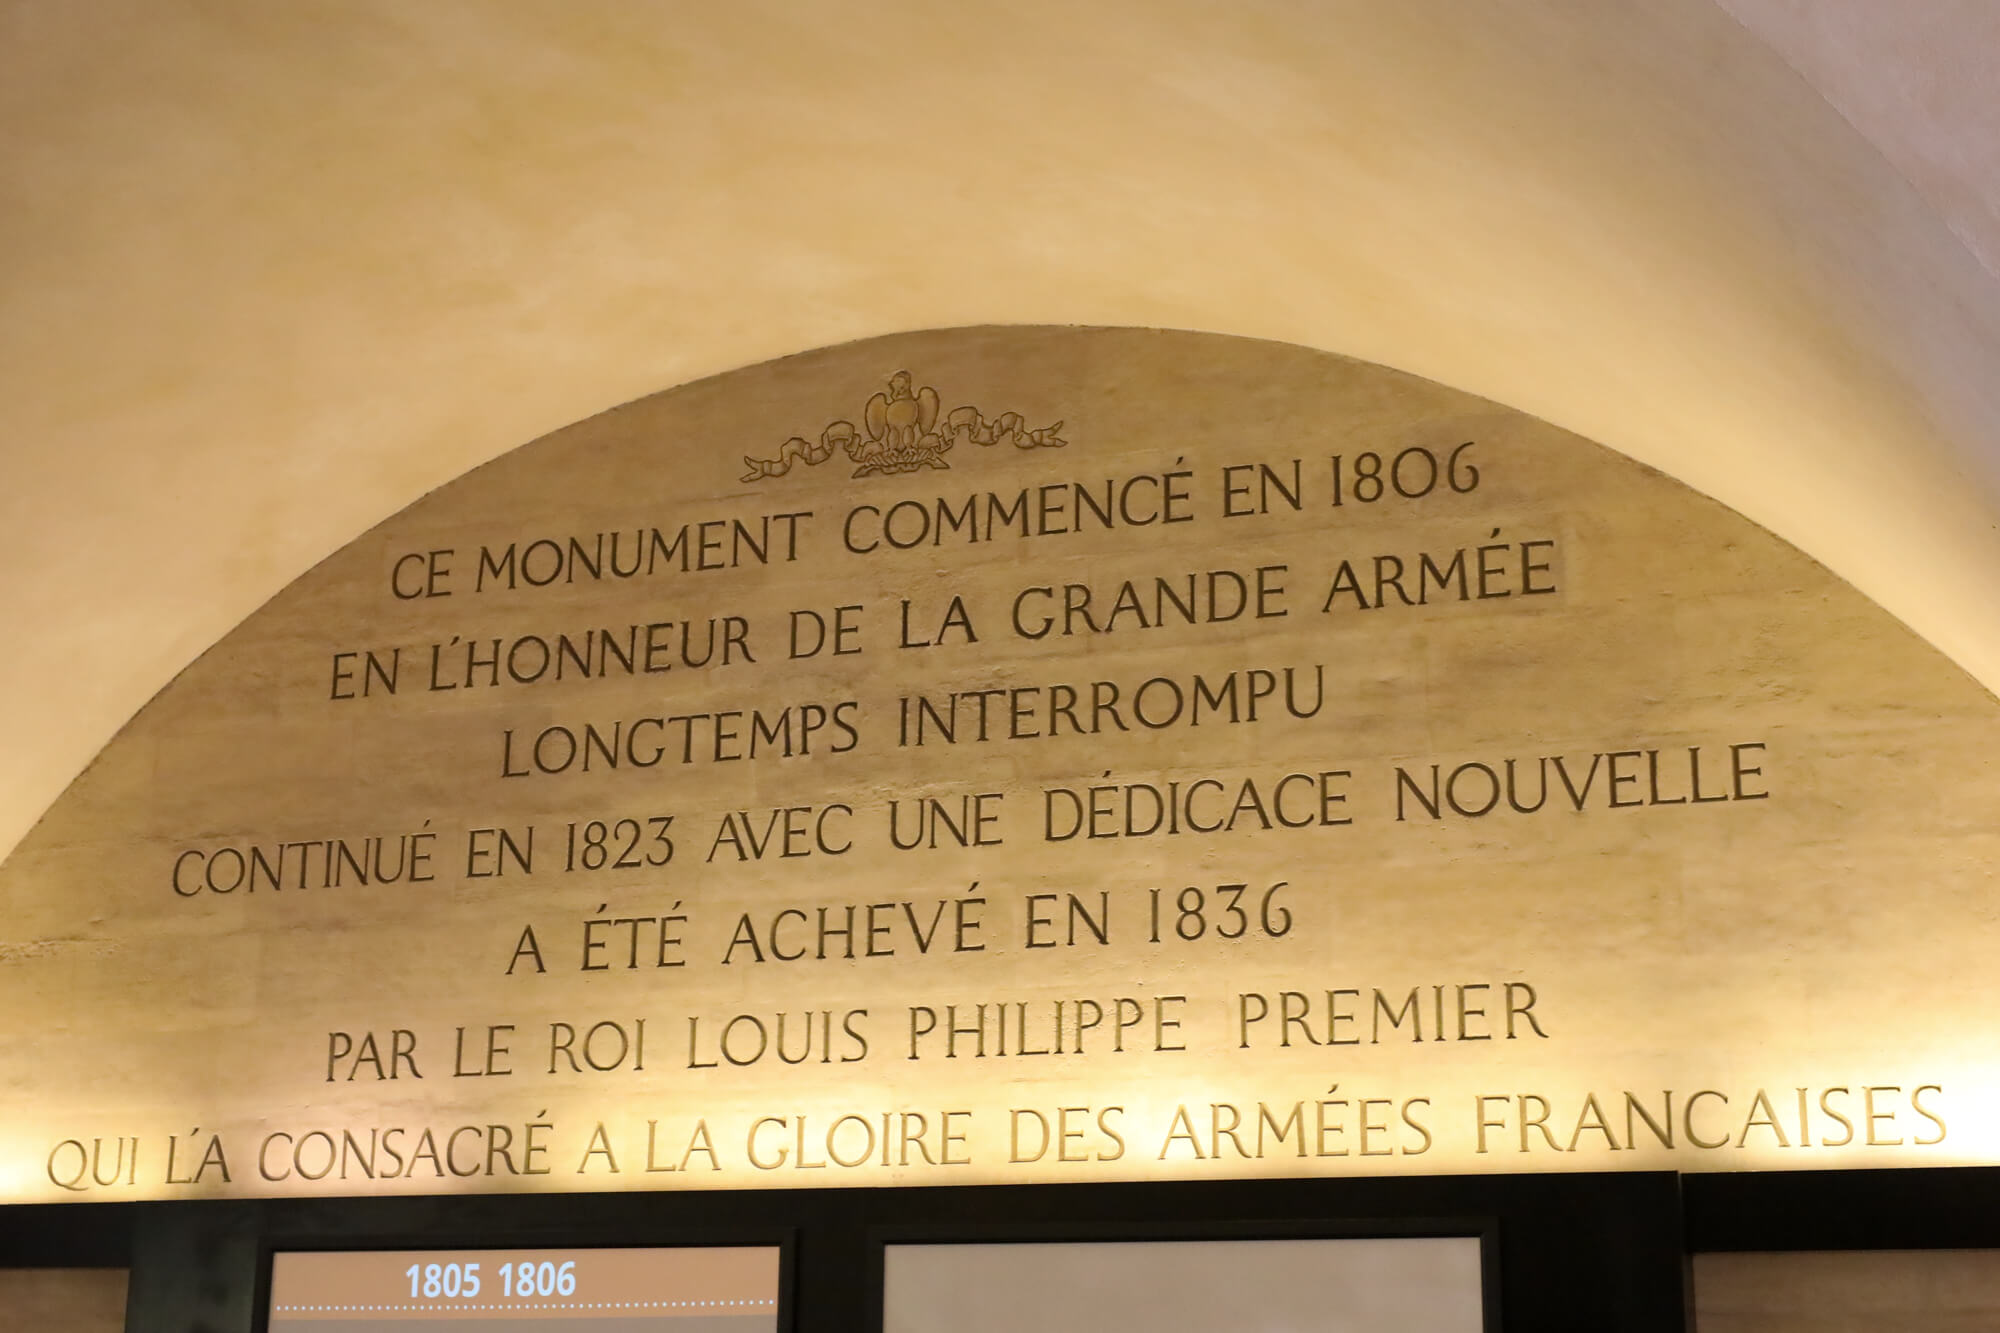 CE MONUMENT COMMENCÉ EN 1806
EN L'HONNEUR DE LA GRANDE ARMÉE
LONGTEMPS INTERROMPU
CONTINUÉ EN 1823 AVEC UNE DÉDICACE NOUVELLE
A ÉTÉ ACHEVÉ EN 1836
PAR LE ROI LOUIS PHILIPPE PREMIER
QUI L'A CONSACRÉ A LA GLOIRE DES ARMÉES FRANCAISES
1805 1806